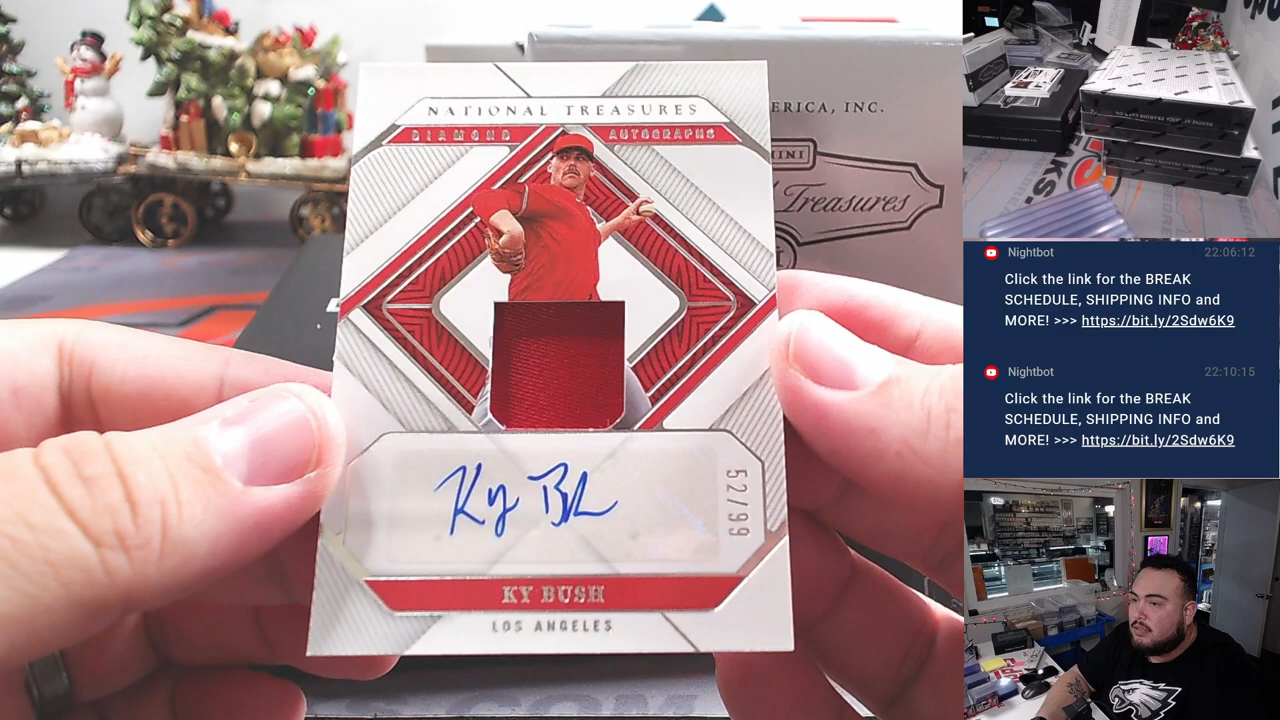 NATIONAL TREASURES
DIAMOND AUTOGRAPHS
Ky Bush
52/99
KY BUSH
LOS ANGELES
ERICA, INC.
Treasures
Nightbot 22:06:12
Click the link for the BREAK
SCHEDULE, SHIPPING INFO and
MORE! >>> https://bit.ly/2Sdw6K9
Nightbot 22:10:15
Click the link for the BREAK
SCHEDULE, SHIPPING INFO and
MORE! >>> https://bit.ly/2Sdw6K9